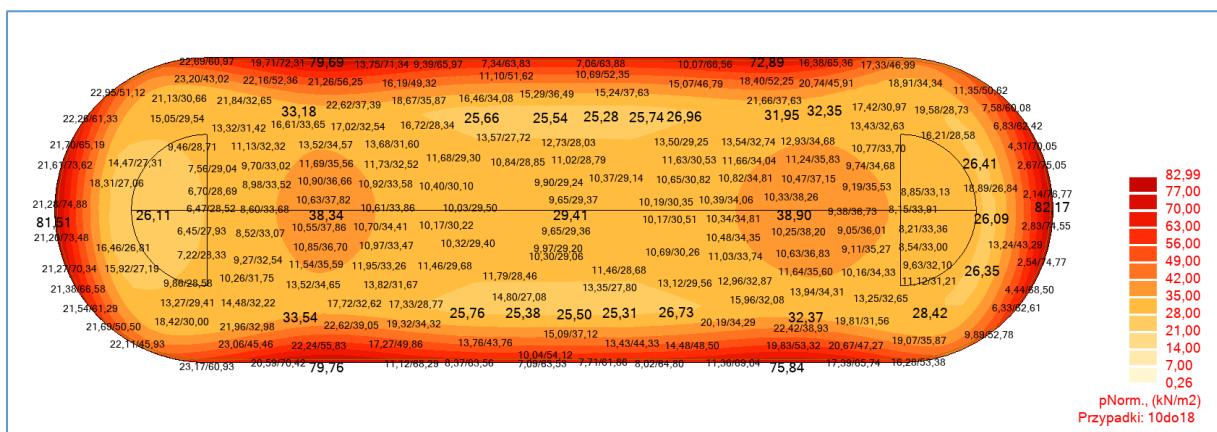 22,69/60,97 19,71/72,31 79,69 13,75/71,34 9,39/65,97 7,34/63,83 7,06/63,88 10,07/66,56 72,89 16,38/65,36 17,33/46,99
23,20/43,02 22,16/52,36 21,26/56,25 16,19/49,32 11,10/51,62 10,69/52,35 15,07/46,79 18,40/52,25 20,74/45,91 18,91/34,34 11,35/50,62
22,95/51,12 21,13/30,66 21,84/32,65 22,62/37,39 18,67/35,87 16,46/34,08 15,29/36,49 15,24/37,63 21,66/37,63 17,42/30,97 19,58/28,73 7,58/60,08
22,26/61,33 15,05/29,54 33,18 25,66 25,54 25,28 25,74 26,96 31,95 32,35
13,32/31,42 16,61/33,65 17,02/32,54 16,72/28,34 13,43/32,63 16,21/28,58 6,83/62,42
21,70/65,19 9,46/28,71 11,13/32,32 13,52/34,57 13,68/31,60 13,57/27,72 12,73/28,03 13,50/29,25 13,54/32,74 12,93/34,68 10,77/33,70 4,31/70,05
21,61/73,62 14,47/27,31 7,56/29,04 9,70/33,02 11,69/35,56 11,73/32,52 11,68/29,30 10,84/28,85 11,02/28,79 11,63/30,53 11,66/34,04 11,24/35,83 9,74/34,68 26,41 2,67/75,05
18,31/27,06 6,70/28,69 8,98/33,52 10,90/36,66 10,92/33,58 10,40/30,10 9,90/29,24 10,37/29,14 10,65/30,82 10,82/34,81 10,47/37,15 9,19/35,53 8,85/33,13 18,89/26,84
21,28/74,88 6,47/28,52 8,60/33,68 10,63/37,82 10,61/33,86 10,03/29,50 9,65/29,37 10,19/30,35 10,39/34,06 10,33/38,26 9,38/36,73 8,15/33,91 2,14/76,77
81,51 26,11 38,34 29,41 10,17/30,51 10,34/34,81 38,90 26,09 82,17
21,20/73,48 6,45/27,93 8,52/33,07 10,55/37,86 10,70/34,41 10,17/30,22 9,65/29,36 10,48/34,35 10,25/38,20 9,05/36,01 8,21/33,36 2,83/74,55
16,46/26,81 7,22/28,33 9,27/32,54 10,85/36,70 10,97/33,47 10,32/29,40 9,97/29,20 10,69/30,26 11,03/33,74 10,63/36,83 9,11/35,27 8,54/33,00 13,24/43,29
21,27/70,34 15,92/27,19 11,54/35,59 11,95/33,26 11,46/29,68 10,30/29,06 11,46/28,68 11,64/35,60 10,16/34,33 9,63/32,10 26,35 2,54/74,77
21,38/66,58 9,86/28,58 10,26/31,75 13,52/34,65 13,82/31,67 11,79/28,46 13,35/27,80 13,12/29,56 12,96/32,87 13,94/34,31 11,12/31,21 4,44/68,50
21,54/61,29 13,27/29,41 14,48/32,22 17,72/32,62 17,33/28,77 14,80/27,08 15,96/32,08 13,25/32,65 6,33/62,61
18,42/30,00 33,54 25,76 25,38 25,50 25,31 26,73 32,37 28,42
21,69/50,50 21,96/32,98 22,62/39,05 19,32/34,32 15,09/37,12 20,19/34,29 22,42/38,93 19,81/31,56 9,89/52,78
22,11/45,93 23,06/45,46 22,24/55,83 17,27/49,86 13,76/43,76 10,04/54,12 13,43/44,33 14,48/48,50 19,83/53,32 20,67/47,27 19,07/35,87
23,17/60,93 20,59/70,42 79,76 11,12/68,29 8,37/63,56 7,09/63,53 7,71/61,86 8,02/64,80 11,36/69,04 75,84 17,39/65,74 16,28/53,38
82,99
77,00
70,00
63,00
56,00
49,00
42,00
35,00
28,00
21,00
14,00
7,00
0,26
pNorm., (kN/m2)
Przypadki: 10do18